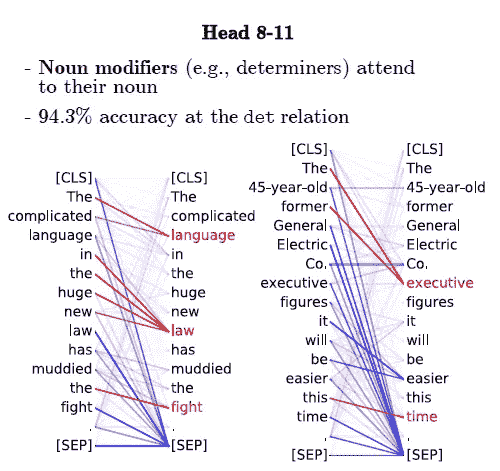 Head 8-11
- Noun modifiers (e.g., determiners) attend
to their noun
- 94.3% accuracy at the det relation
[CLS] [CLS]
The The
complicated complicated
language language
in in
the the
huge huge
new new
law law
has has
muddied muddied
the the
fight fight
. .
[SEP] [SEP]
[CLS] [CLS]
The The
45-year-old 45-year-old
former former
General General
Electric Electric
Co. Co.
executive executive
figures figures
it it
will will
be be
easier easier
this this
time time
. .
[SEP] [SEP]